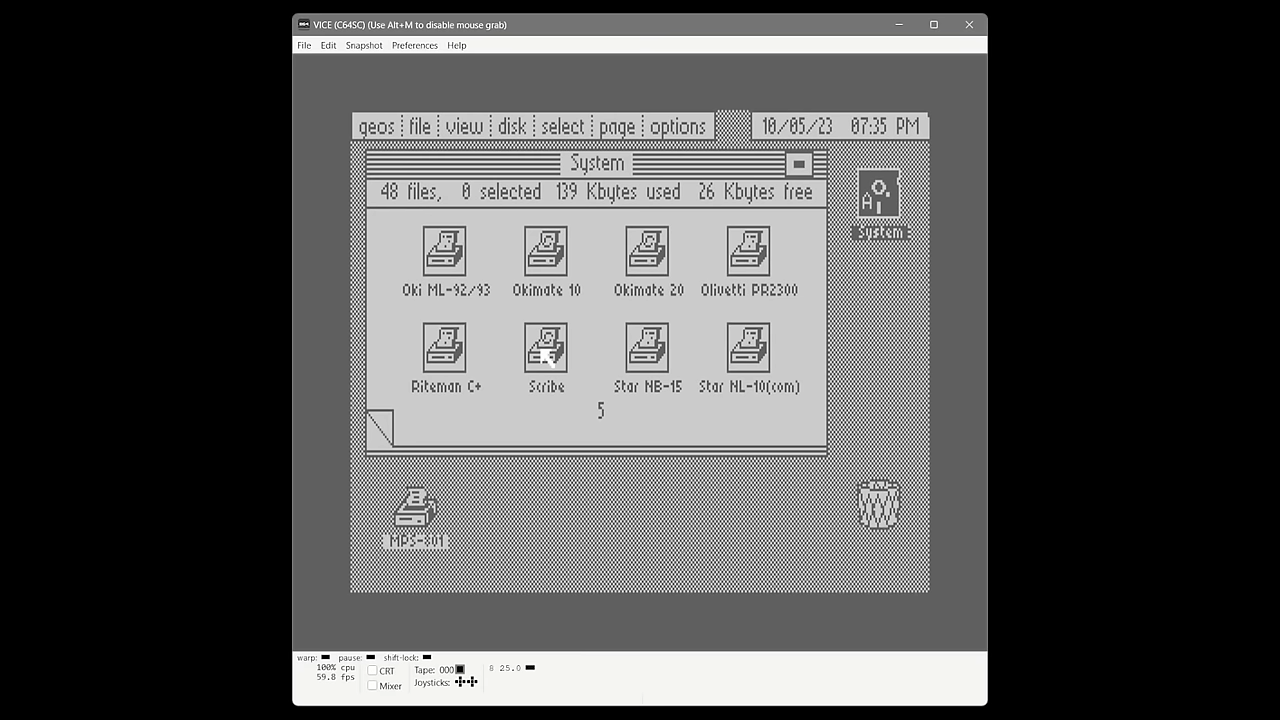 VICE (C64SC) (Use Alt+M to disable mouse grab)
File Edit Snapshot Preferences Help
geos file view disk select page options 10/05/23 07:35 PM
System
48 files, 0 selected 139 Kbytes used 26 Kbytes free
System
Oki ML-92/93 Okimate 10 Okimate 20 Olivetti PR2300
Riteman C+ Scribe Star NB-15 Star NL-10(com)
5
MPS-801
warp: pause: shift-lock:
100% cpu
59.8 fps
CRT
Mixer
Tape: 000
Joysticks:
8 25.0